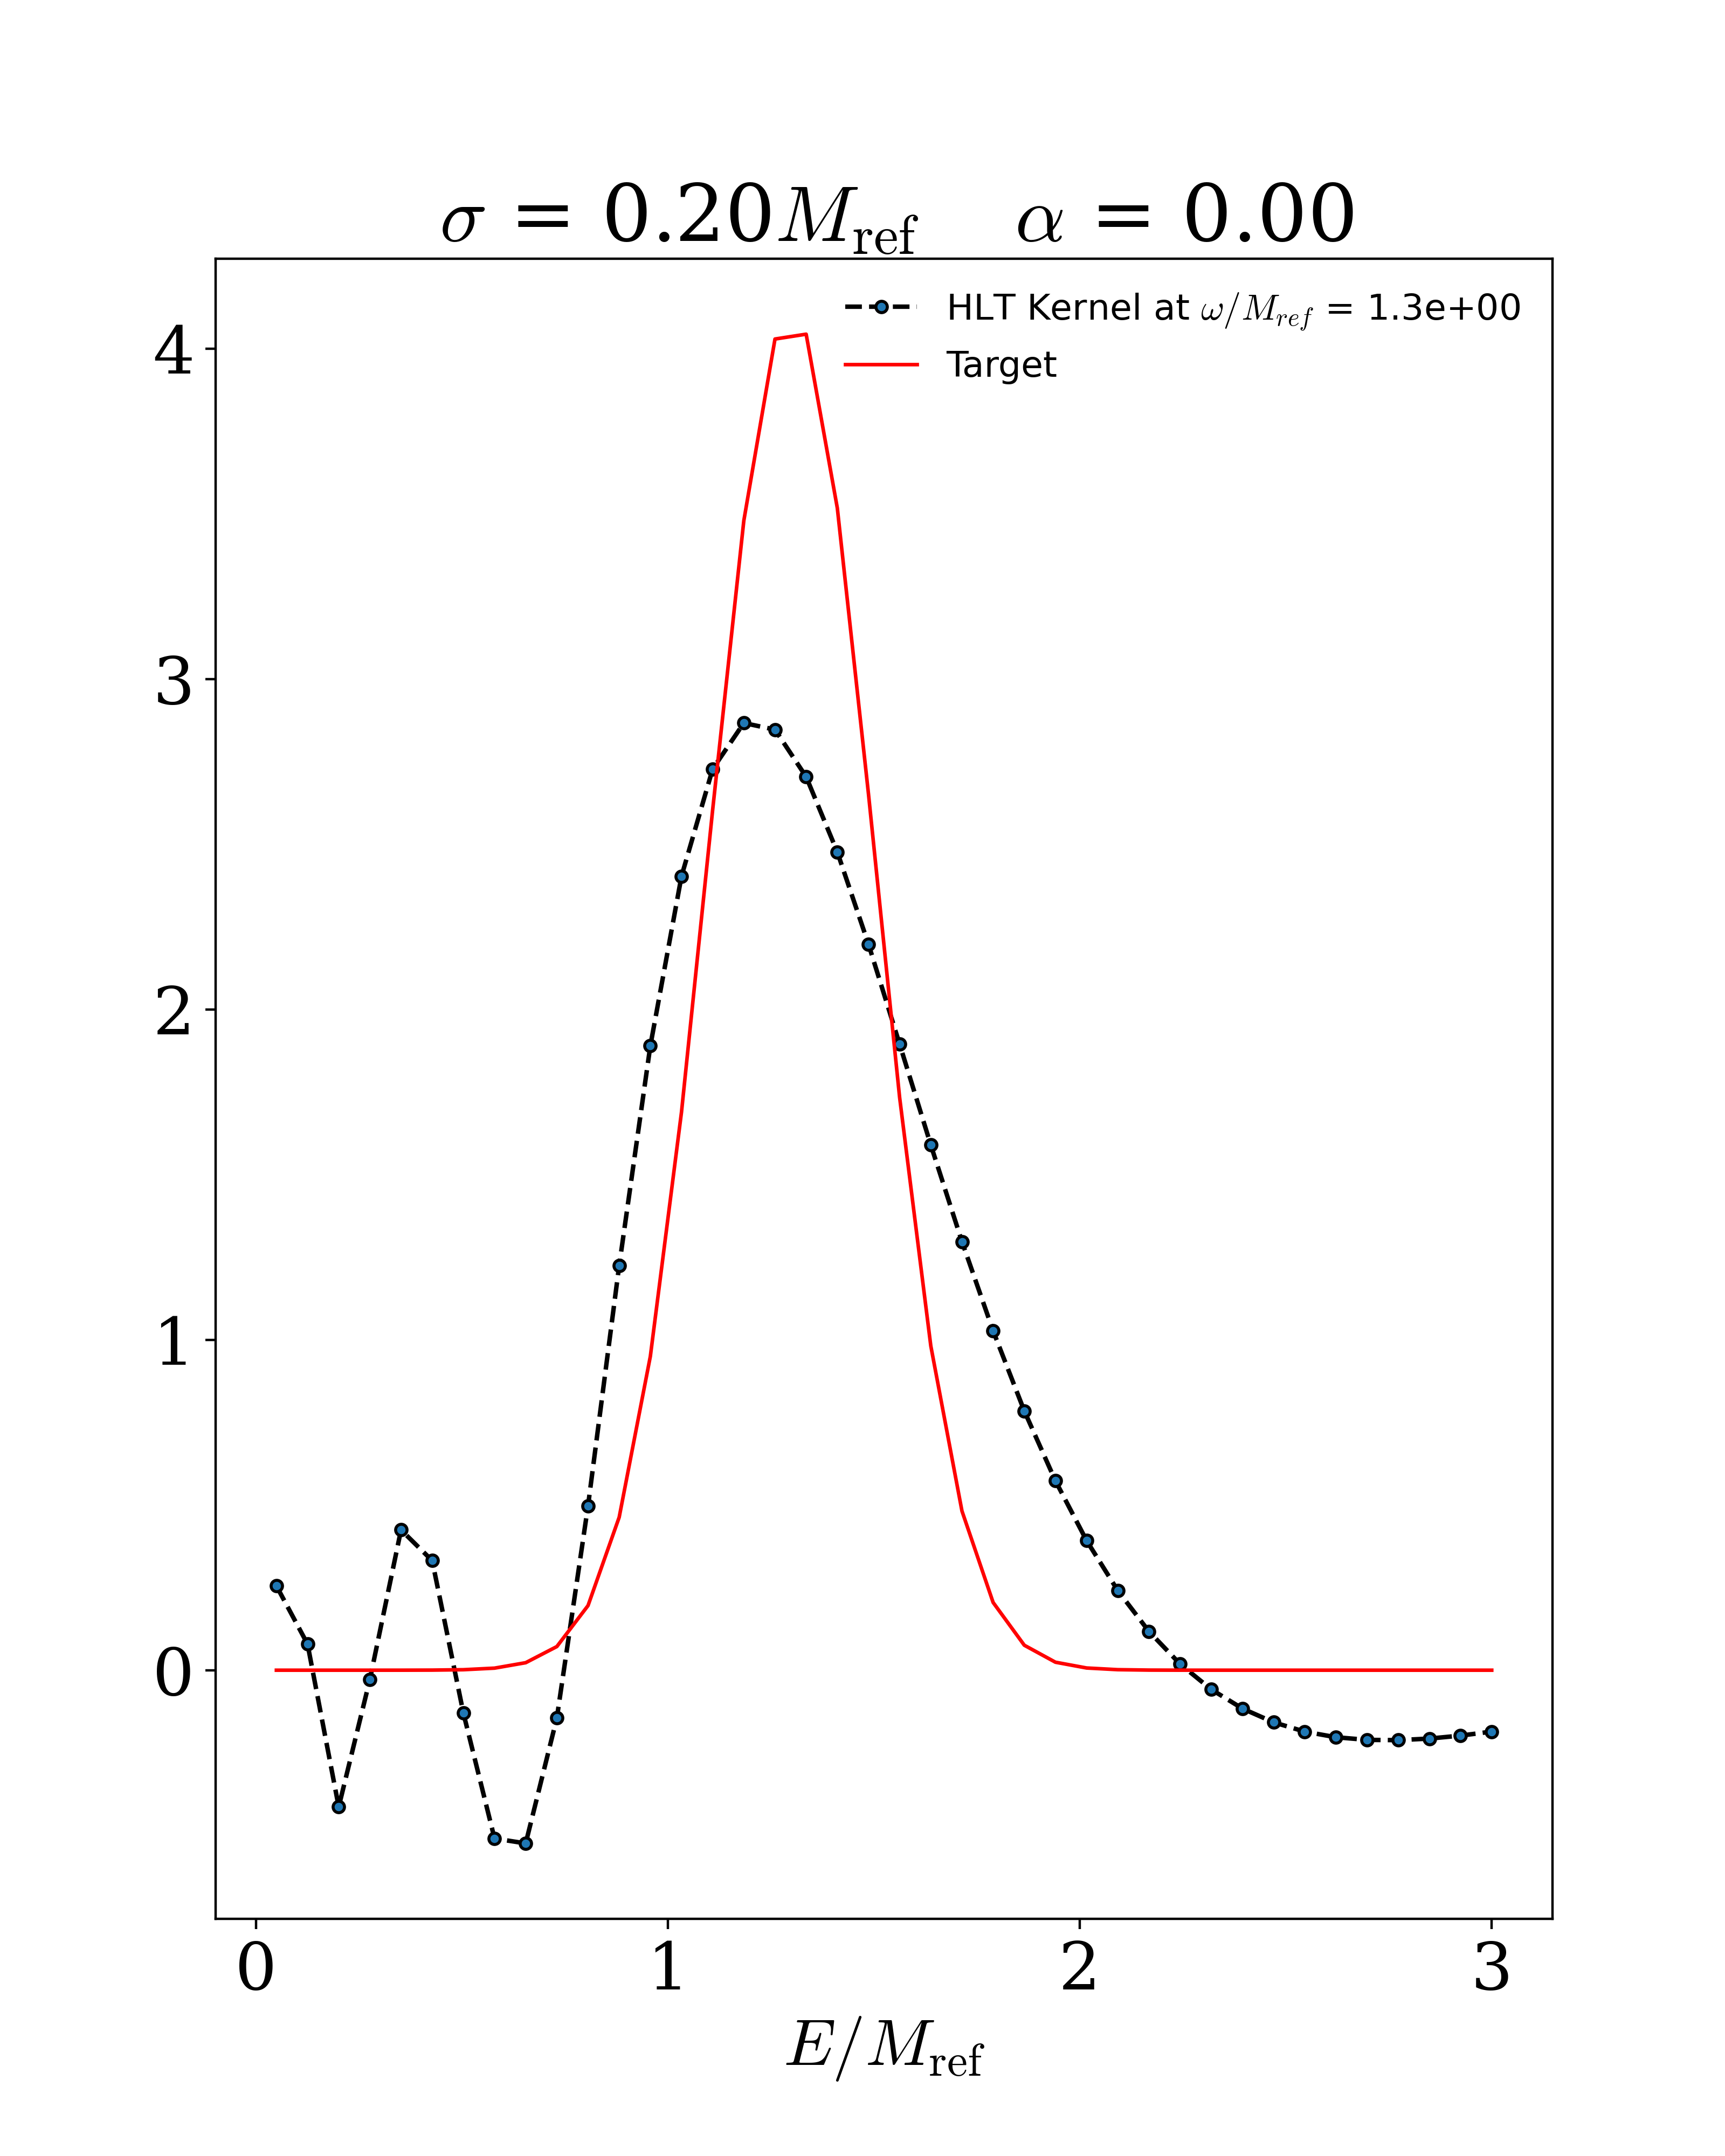 σ = 0.20M_ref α = 0.00
HLT Kernel at ω/M_ref = 1.3e+00
Target
4
3
2
1
0
0 1 2 3
E/M_ref